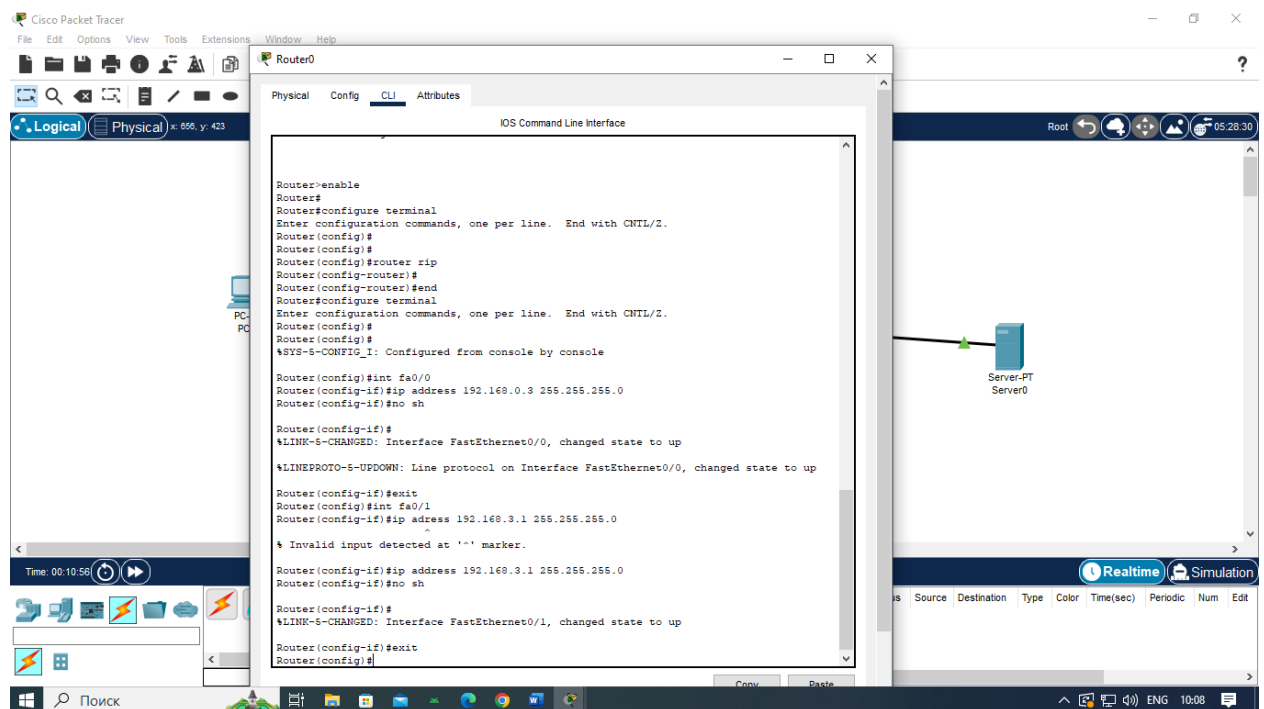 Cisco Packet Tracer
File Edit Options View Tools Extensions Window Help
Router0
Physical Config CLI Attributes
Logical Physical x: 656, y: 423
Root 05:28:30
IOS Command Line Interface
Router>enable
Router#
Router#configure terminal
Enter configuration commands, one per line. End with CNTL/Z.
Router(config)#
Router(config)#
Router(config)#router rip
Router(config-router)#
Router(config-router)#end
Router#configure terminal
Enter configuration commands, one per line. End with CNTL/Z.
Router(config)#
Router(config)#
%SYS-5-CONFIG_I: Configured from console by console
Router(config)#int fa0/0
Router(config-if)#ip address 192.168.0.3 255.255.255.0
Router(config-if)#no sh
Router(config-if)#
%LINK-5-CHANGED: Interface FastEthernet0/0, changed state to up
%LINEPROTO-5-UPDOWN: Line protocol on Interface FastEthernet0/0, changed state to up
Router(config-if)#exit
Router(config)#int fa0/1
Router(config-if)#ip adress 192.168.3.1 255.255.255.0
^
% Invalid input detected at '^' marker.
Router(config-if)#ip address 192.168.3.1 255.255.255.0
Router(config-if)#no sh
Router(config-if)#
%LINK-5-CHANGED: Interface FastEthernet0/1, changed state to up
Router(config-if)#exit
Router(config)#
Copy Paste
PC-
PC
Server-PT
Server0
Time: 00:10:56
Realtime Simulation
Source Destination Type Color Time(sec) Periodic Num Edit
Поиск
ENG 10:08